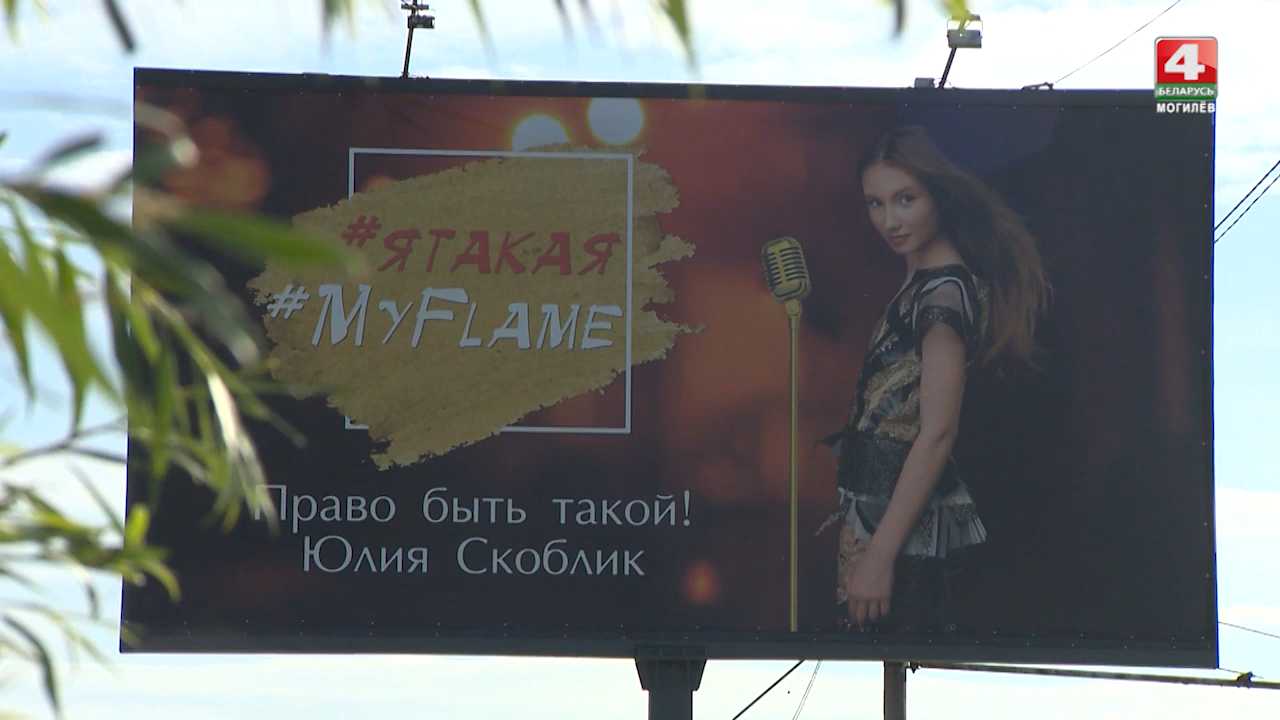 4
БЕЛАРУСЬ
МОГИЛЁВ
#ЯТАКАЯ
#MYFLAME
Право быть такой!
Юлия Скоблик